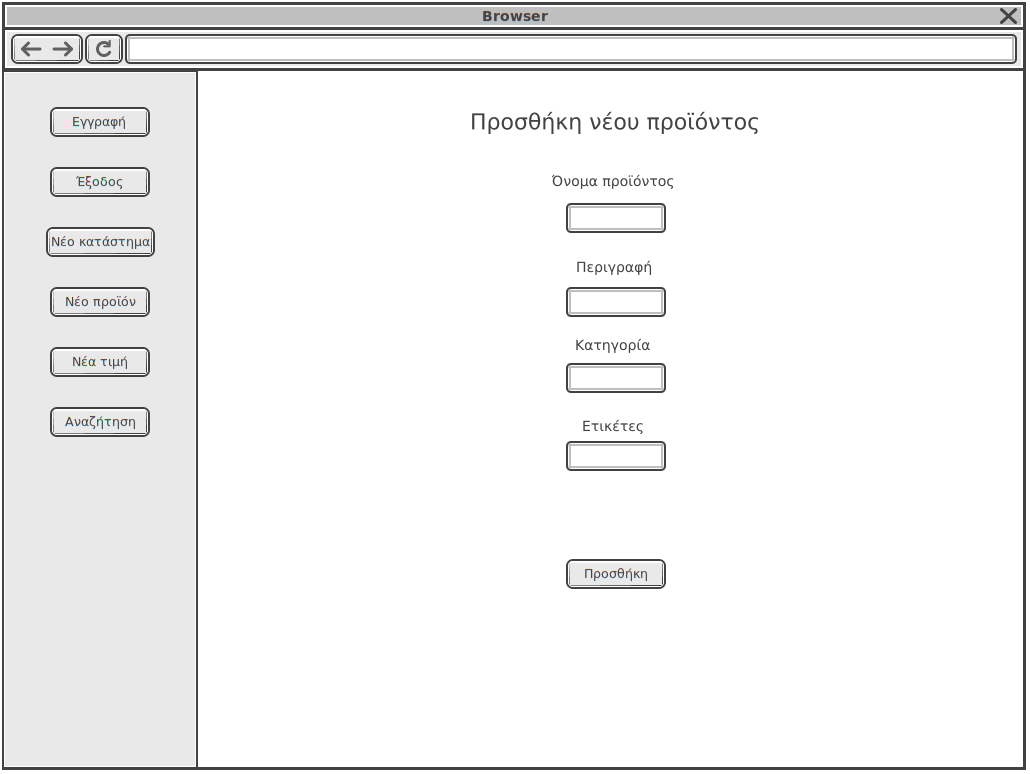 Browser
Εγγραφή
Έξοδος
Νέο κατάστημα
Νέο προϊόν
Νέα τιμή
Αναζήτηση
Προσθήκη νέου προϊόντος
Όνομα προϊόντος
Περιγραφή
Κατηγορία
Ετικέτες
Προσθήκη